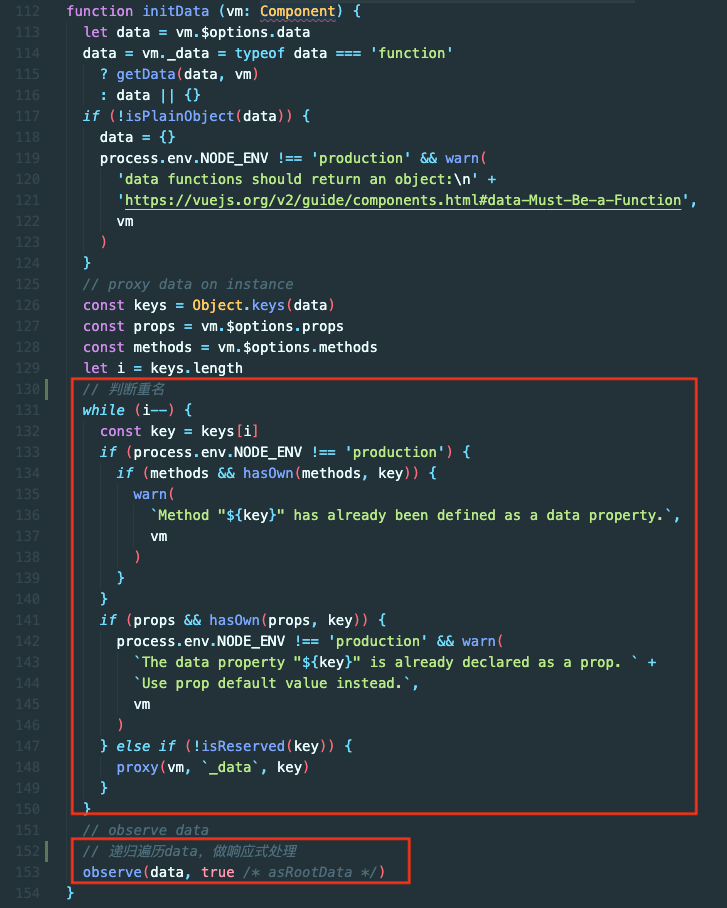 112 function initData (vm: Component) {
113   let data = vm.$options.data
114   data = vm._data = typeof data === 'function'
115     ? getData(data, vm)
116     : data || {}
117   if (!isPlainObject(data)) {
118     data = {}
119     process.env.NODE_ENV !== 'production' && warn(
120       'data functions should return an object:\n' +
121       'https://vuejs.org/v2/guide/components.html#data-Must-Be-a-Function',
122       vm
123     )
124   }
125   // proxy data on instance
126   const keys = Object.keys(data)
127   const props = vm.$options.props
128   const methods = vm.$options.methods
129   let i = keys.length
130   // 判断重名
131   while (i--) {
132     const key = keys[i]
133     if (process.env.NODE_ENV !== 'production') {
134       if (methods && hasOwn(methods, key)) {
135         warn(
136           `Method "${key}" has already been defined as a data property.`,
137           vm
138         )
139       }
140     }
141     if (props && hasOwn(props, key)) {
142       process.env.NODE_ENV !== 'production' && warn(
143         `The data property "${key}" is already declared as a prop. ` +
144         `Use prop default value instead.`,
145         vm
146       )
147     } else if (!isReserved(key)) {
148       proxy(vm, `_data`, key)
149     }
150   }
151   // observe data
152   // 递归遍历data, 做响应式处理
153   observe(data, true /* asRootData */)
154 }